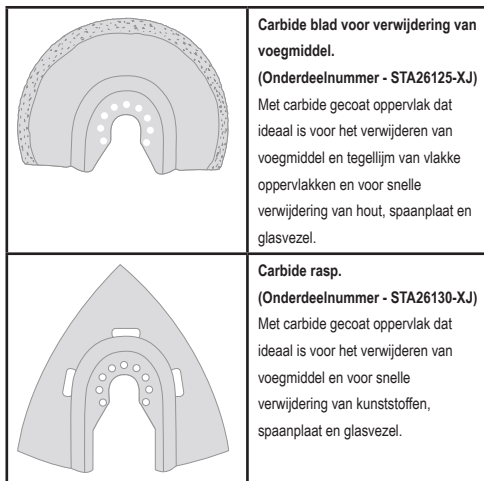 Carbide blad voor verwijdering van
voegmiddel.
(Onderdeelnummer - STA26125-XJ)
Met carbide gecoat oppervlak dat
ideaal is voor het verwijderen van
voegmiddel en tegellijm van vlakke
oppervlakken en voor snelle
verwijdering van hout, spaanplaat en
glasvezel.
Carbide rasp.
(Onderdeelnummer - STA26130-XJ)
Met carbide gecoat oppervlak dat
ideaal is voor het verwijderen van
voegmiddel en voor snelle
verwijdering van kunststoffen,
spaanplaat en glasvezel.